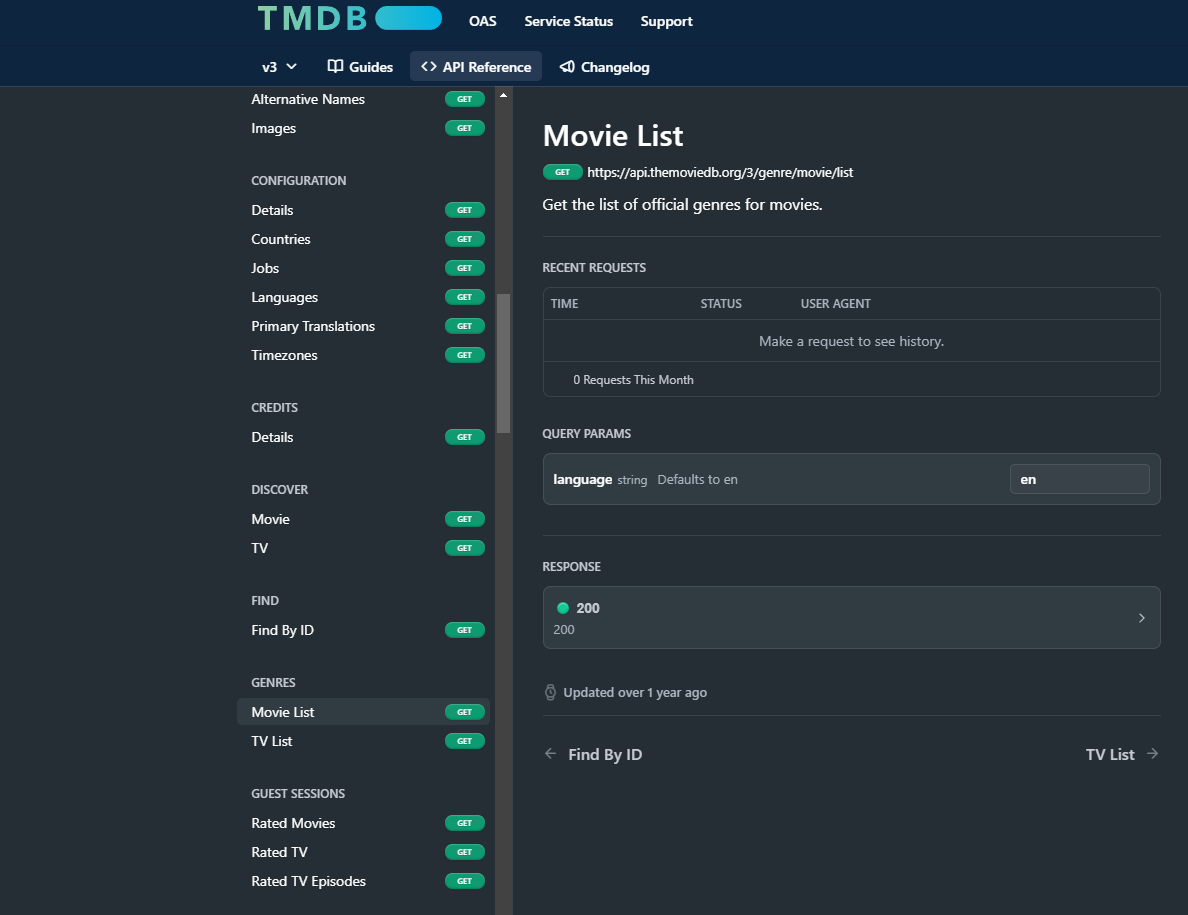 TMDB OAS Service Status Support
v3 Guides <> API Reference Changelog
Alternative Names GET
Images GET
CONFIGURATION
Details GET
Countries GET
Jobs GET
Languages GET
Primary Translations GET
Timezones GET
CREDITS
Details GET
DISCOVER
Movie GET
TV GET
FIND
Find By ID GET
GENRES
Movie List GET
TV List GET
GUEST SESSIONS
Rated Movies GET
Rated TV GET
Rated TV Episodes GET
Movie List
GET https://api.themoviedb.org/3/genre/movie/list
Get the list of official genres for movies.
RECENT REQUESTS
TIME STATUS USER AGENT
Make a request to see history.
0 Requests This Month
QUERY PARAMS
language string Defaults to en en
RESPONSE
200
200
Updated over 1 year ago
← Find By ID TV List →